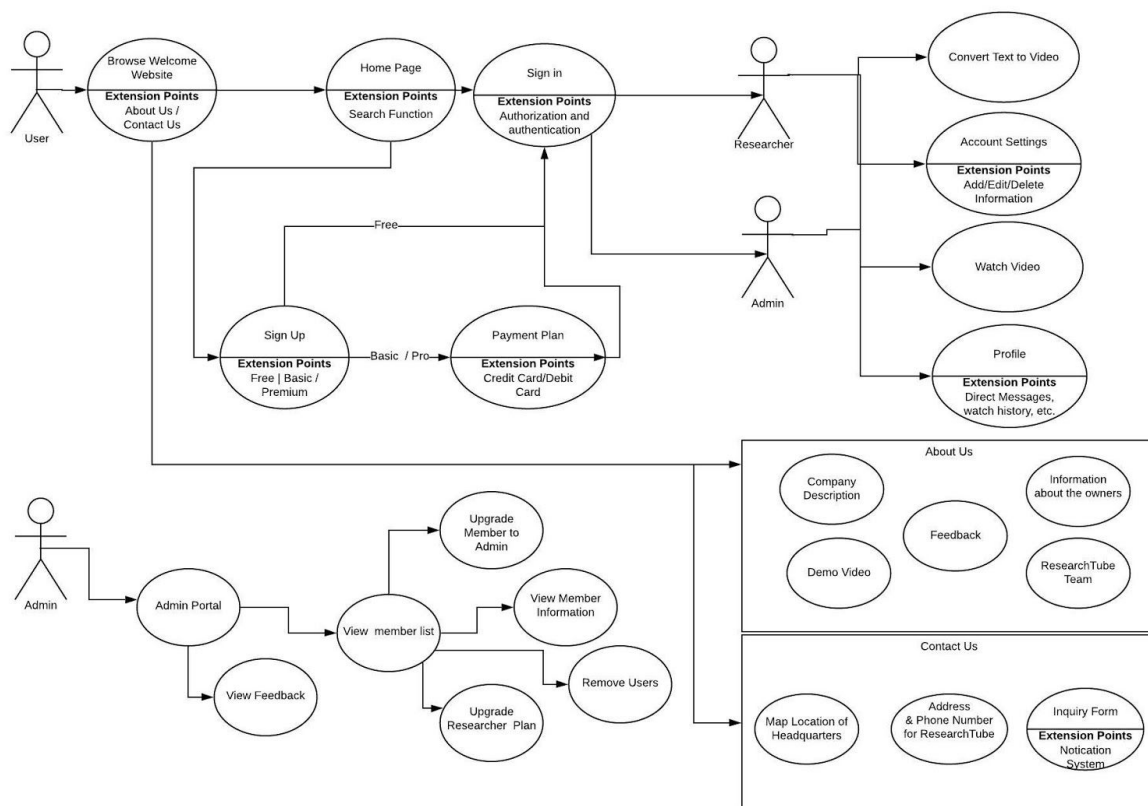 Browse Welcome
Website
Extension Points
About Us /
Contact Us
User
Home Page
Extension Points
Search Function
Sign in
Extension Points
Authorization and
authentication
Researcher
Convert Text to Video
Account Settings
Extension Points
Add/Edit/Delete
Information
Free
Admin
Watch Video
Sign Up
Extension Points
Free | Basic /
Premium
Basic / Pro
Payment Plan
Extension Points
Credit Card/Debit
Card
Profile
Extension Points
Direct Messages,
watch history, etc.
About Us
Company
Description
Information
about the owners
Feedback
Demo Video
ResearchTube
Team
Admin
Admin Portal
View Feedback
View member list
Upgrade
Member to
Admin
View Member
Information
Remove Users
Upgrade
Researcher Plan
Contact Us
Map Location of
Headquarters
Address
& Phone Number
for ResearchTube
Inquiry Form
Extension Points
Notication
System